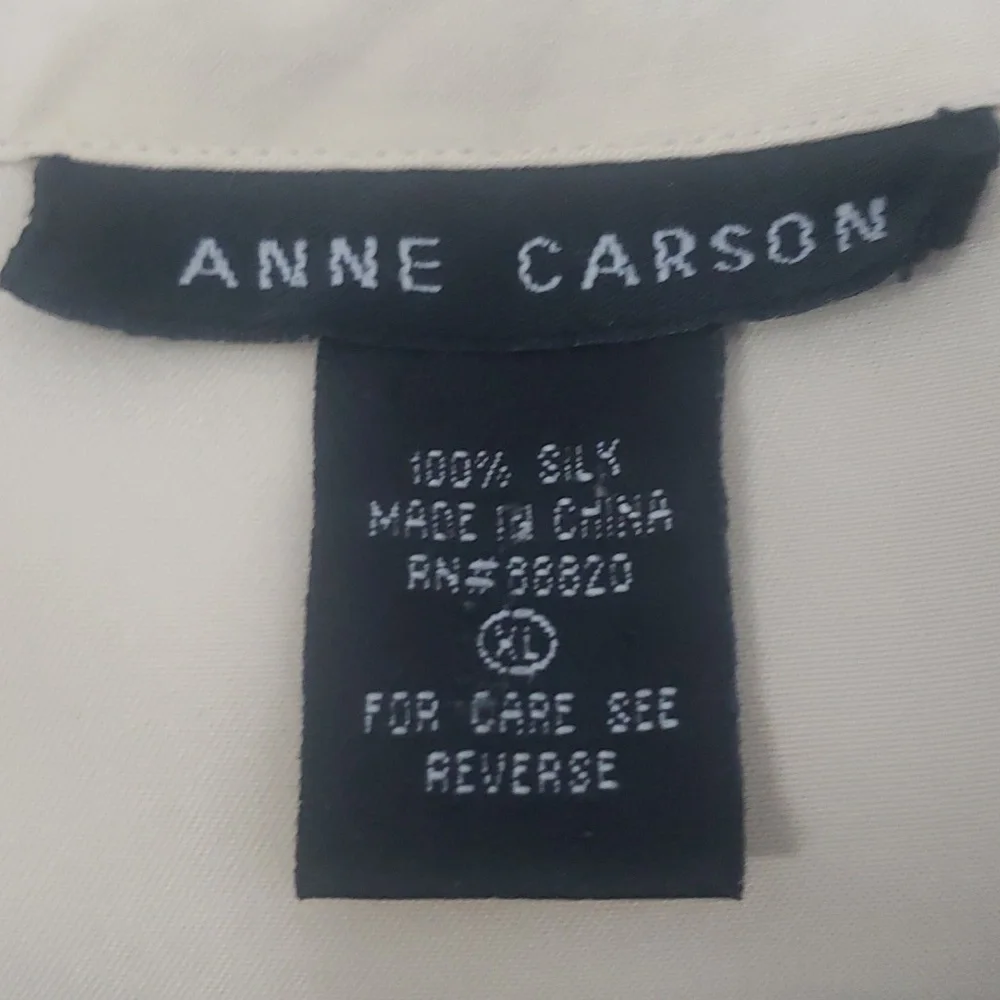 ANNE CARSON
100% SILK
MADE IN CHINA
RN#88820
XL
FOR CARE SEE
REVERSE